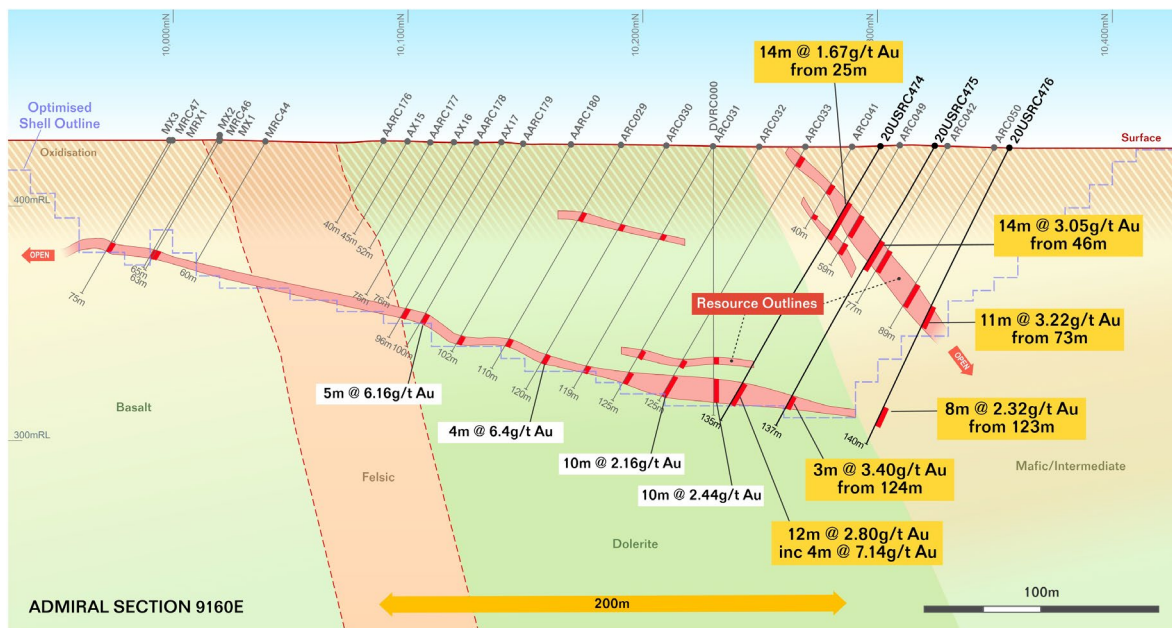 10,000mN
10,100mN
10,200mN
10,400mN
14m @ 1.67g/t Au
from 25m
Optimised
Shell Outline
MX3
MRC47
MRX1
MX2
MRC46
MX1
MRC44
AARC176
AX15
AARC177
AX16
AARC178
AX17
AARC179
AARC180
ARC029
ARC030
DVRC000
ARC031
ARC032
ARC033
ARC041
20USRC474
ARC049
20USRC475
ARC042
ARC050
20USRC476
Surface
Oxidisation
400mRL
40m
45m
52m
40m
14m @ 3.05g/t Au
from 46m
OPEN
65m
63m
60m
75m
59m
75m
76m
77m
Resource Outlines
89m
11m @ 3.22g/t Au
from 73m
96m
100m
102m
110m
120m
119m
125m
125m
OPEN
5m @ 6.16g/t Au
135m
137m
140m
8m @ 2.32g/t Au
from 123m
Basalt
300mRL
4m @ 6.4g/t Au
10m @ 2.16g/t Au
3m @ 3.40g/t Au
from 124m
Mafic/Intermediate
Felsic
10m @ 2.44g/t Au
12m @ 2.80g/t Au
inc 4m @ 7.14g/t Au
Dolerite
100m
200m
ADMIRAL SECTION 9160E